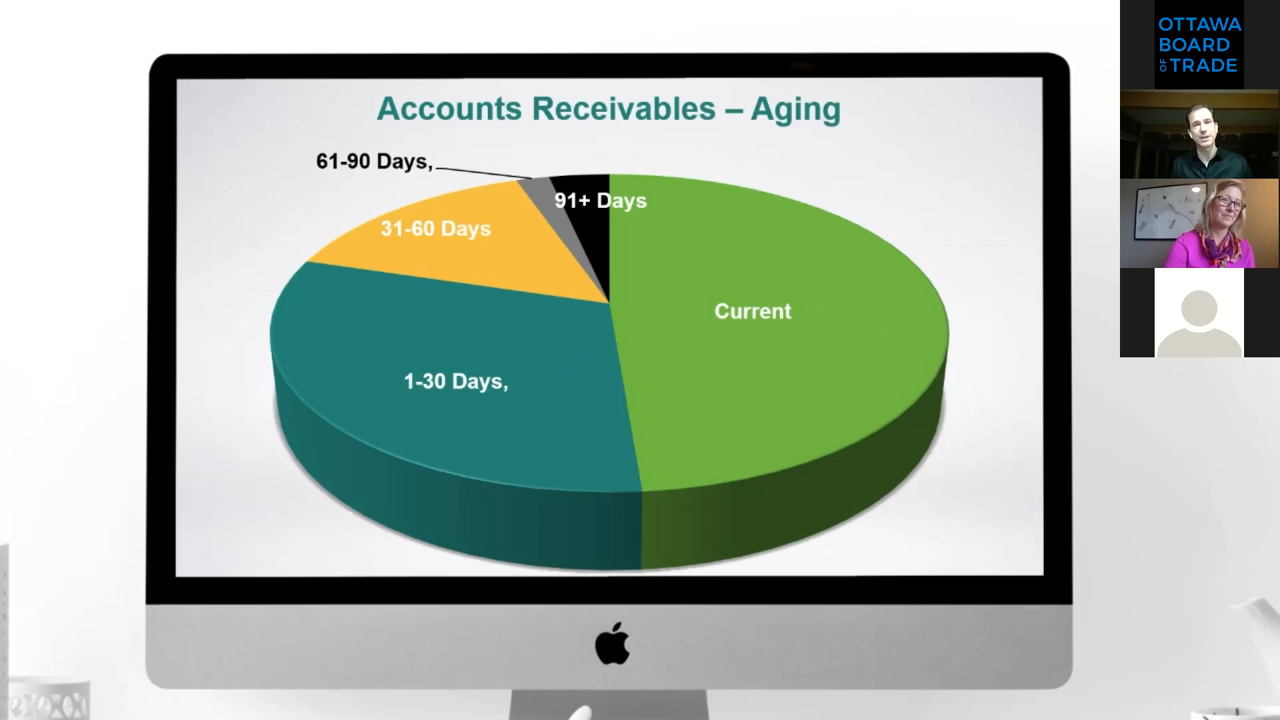 Accounts Receivables – Aging
61-90 Days,
91+ Days
31-60 Days
Current
1-30 Days,
OTTAWA
BOARD
OF TRADE